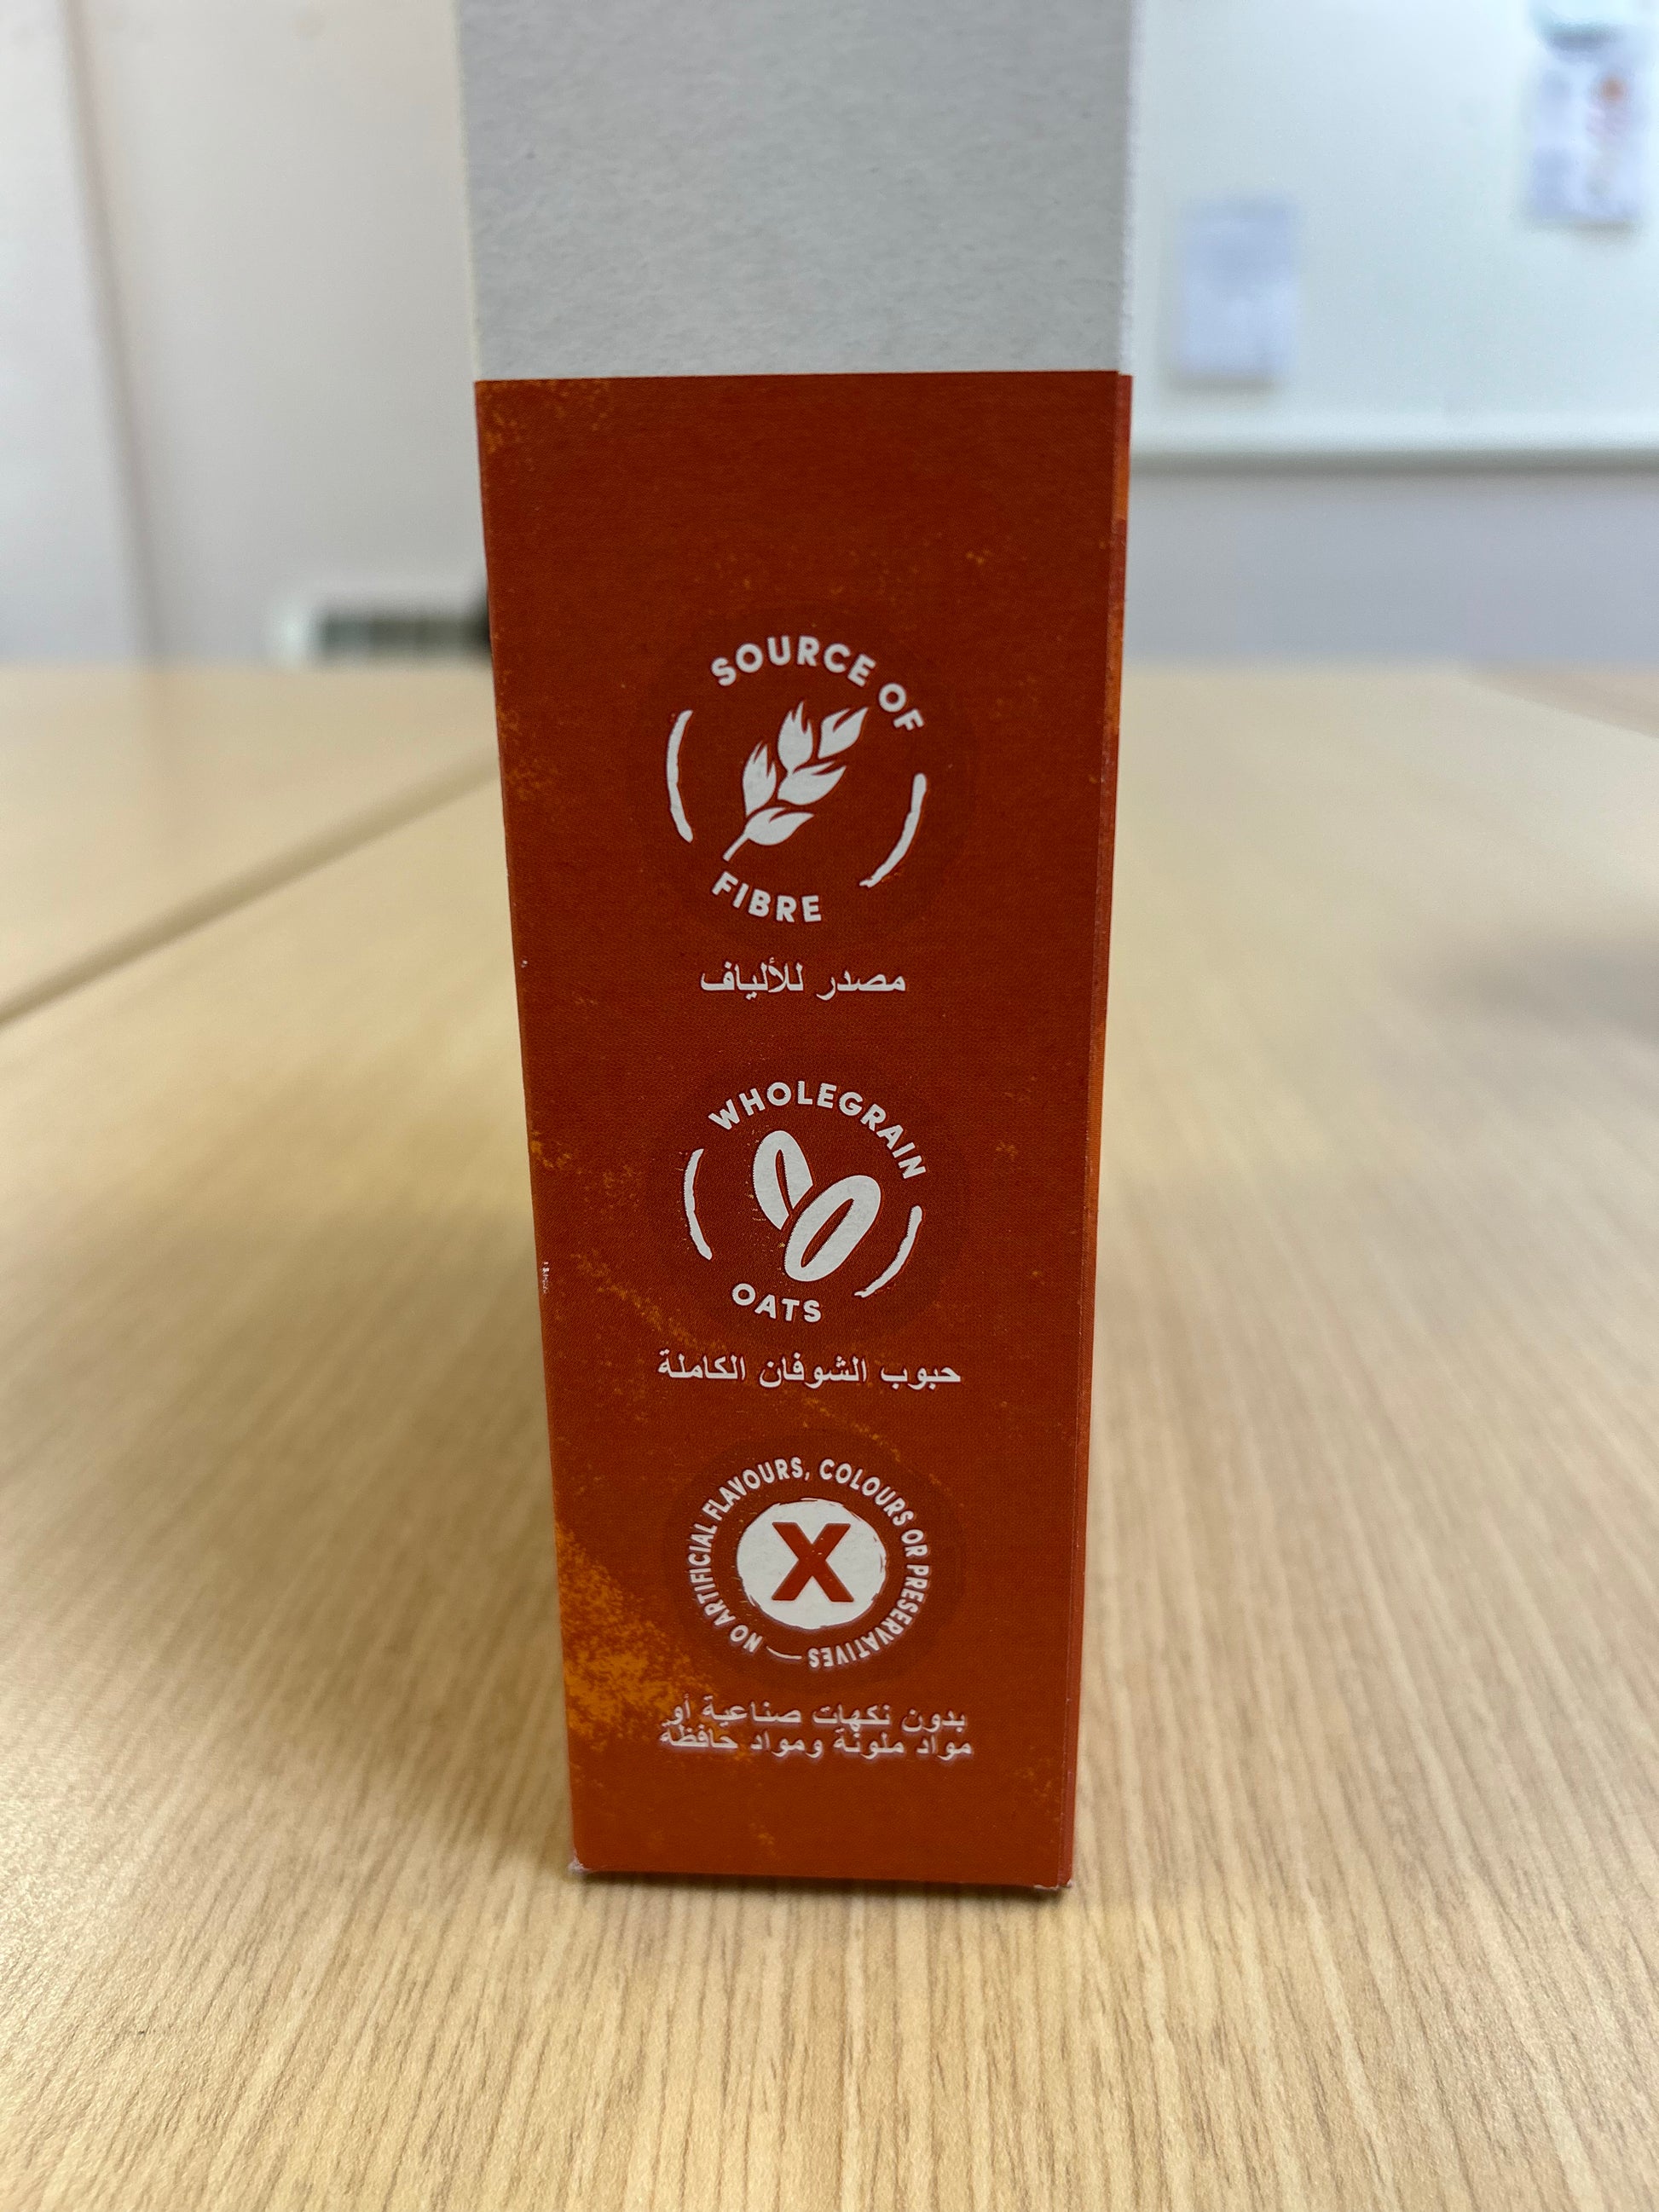 SOURCE OF
FIBRE
مصدر للألياف
WHOLEGRAIN
OATS
حبوب الشوفان الكاملة
NO ARTIFICIAL FLAVOURS, COLOURS OR PRESERVATIVES
X
بدون نكهات صناعية أو
مواد ملونة ومواد حافظة